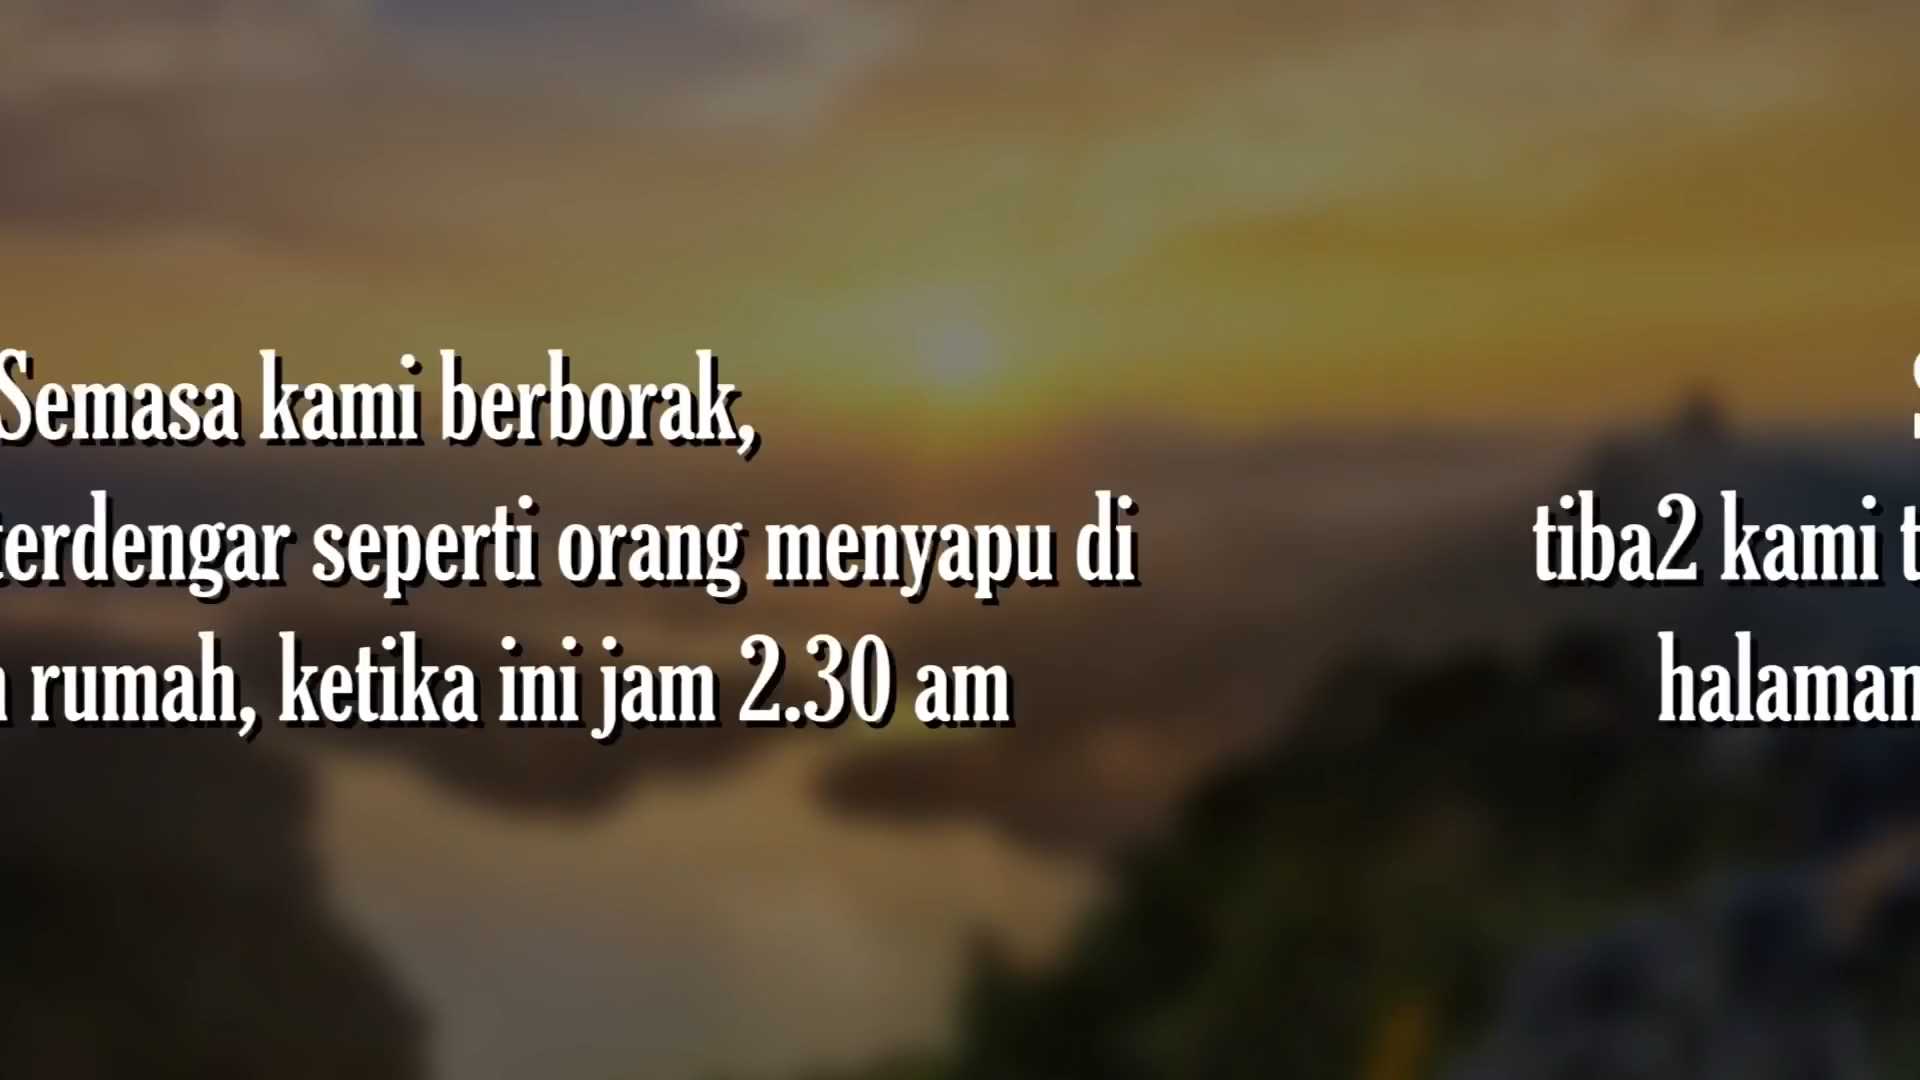 Semasa kami berborak,
tiba2 kami terdengar seperti orang menyapu di
halaman rumah, ketika ini jam 2.30 am